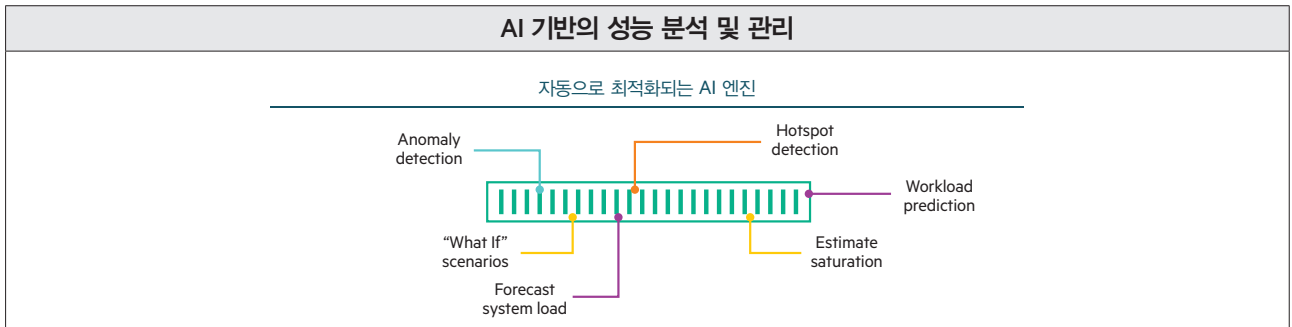 AI 기반의 성능 분석 및 관리
자동으로 최적화되는 AI 엔진
Anomaly
detection
Hotspot
detection
Workload
prediction
“What If”
scenarios
Estimate
saturation
Forecast
system load